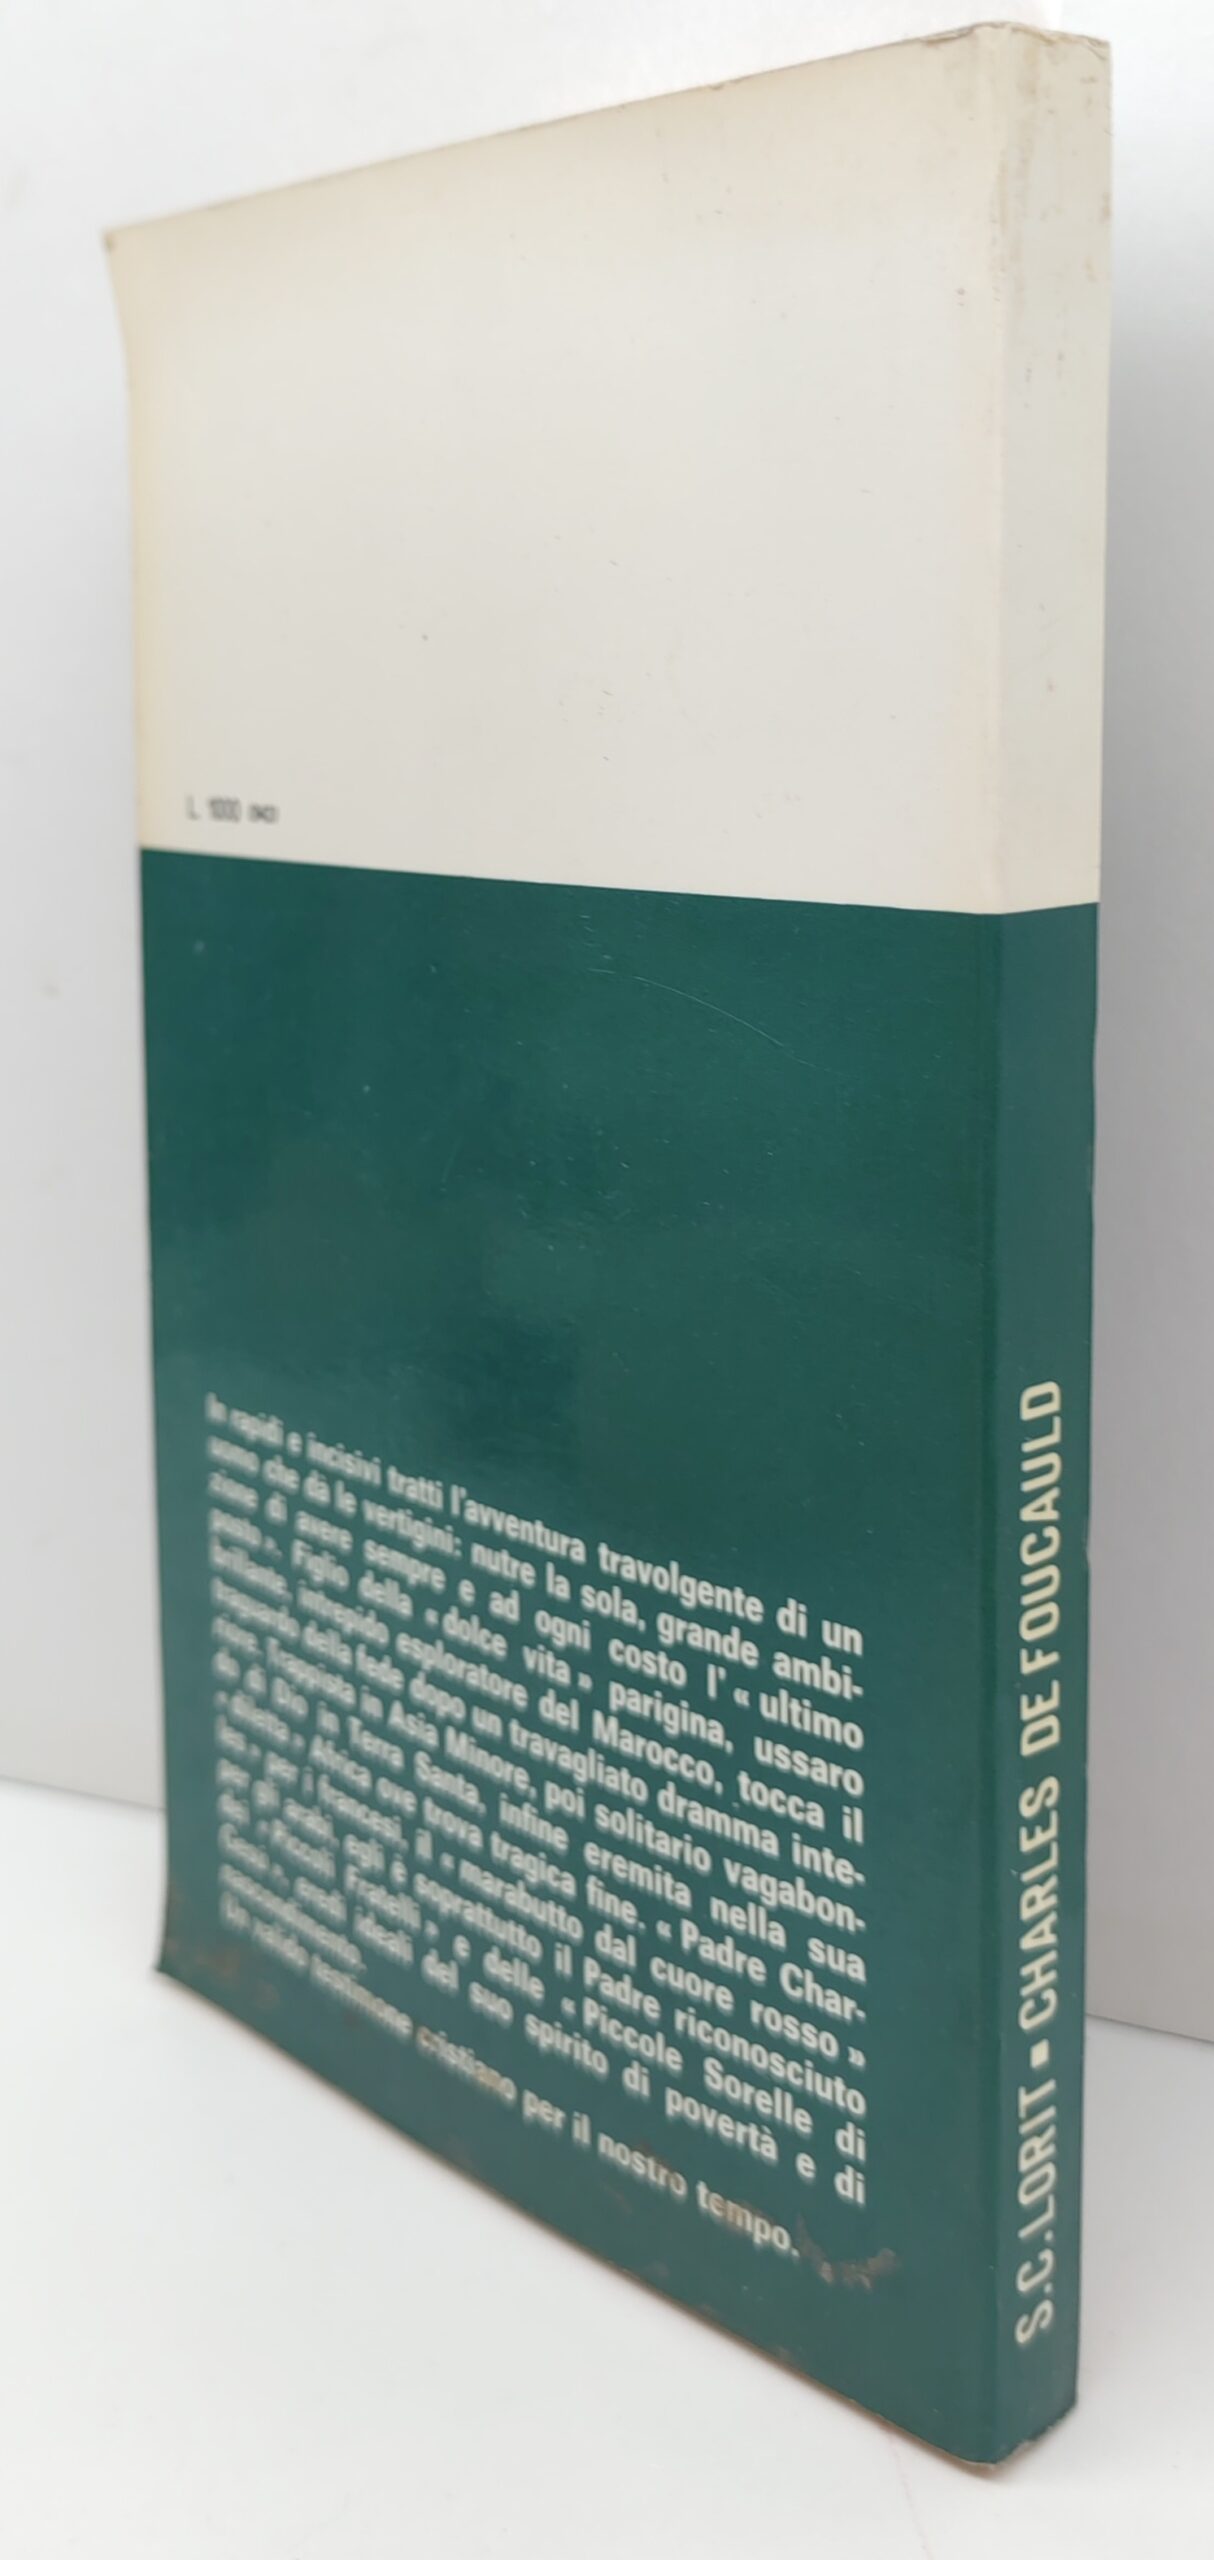 L. 1000
In rapidi e incisivi tratti l'avventura travolgente di un
uomo che dà le vertigini: nutre la sola, grande ambi-
zione di avere sempre e ad ogni costo l' « ultimo
posto ». Figlio della « dolce vita » parigina, ussaro
brillante, intrepido esploratore del Marocco, tocca il
traguardo della fede dopo un travagliato dramma inte-
riore. Trappista in Asia Minore, poi solitario vagabon-
do di Dio in Terra Santa, infine eremita nella sua
« diletta » Africa ove trova tragica fine. « Padre Char-
les » per i francesi, il « marabutto dal cuore rosso »
per gli arabi, egli è soprattutto il Padre riconosciuto
dei « Piccoli Fratelli » e delle « Piccole Sorelle di
Gesù », eredi ideali del suo spirito di povertà e di
nascondimento.
Un valido testimone cristiano per il nostro tempo.
S.C. LORIT ▪ CHARLES DE FOUCAULD